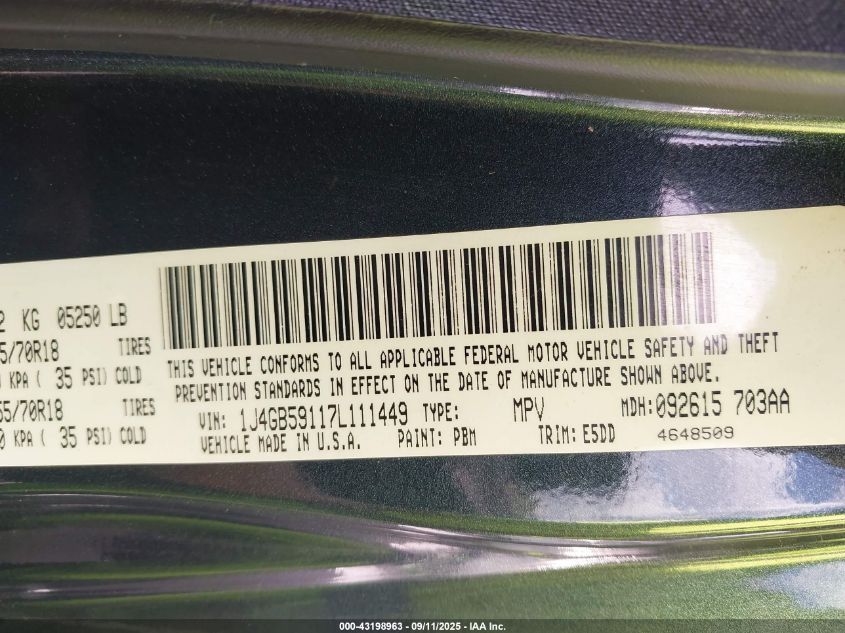 2 KG 05250 LB
5/70R18 TIRES
KPA ( 35 PSI) COLD
55/70R18 TIRES
0 KPA ( 35 PSI) COLD
THIS VEHICLE CONFORMS TO ALL APPLICABLE FEDERAL MOTOR VEHICLE SAFETY AND THEFT
PREVENTION STANDARDS IN EFFECT ON THE DATE OF MANUFACTURE SHOWN ABOVE.
VIN: 1J4GB59117L111449 TYPE: MPV MDH: 092615 703AA
VEHICLE MADE IN U.S.A. PAINT: PBM TRIM: E5DD 4648509
000-43198963 - 09/11/2025 - IAA Inc.